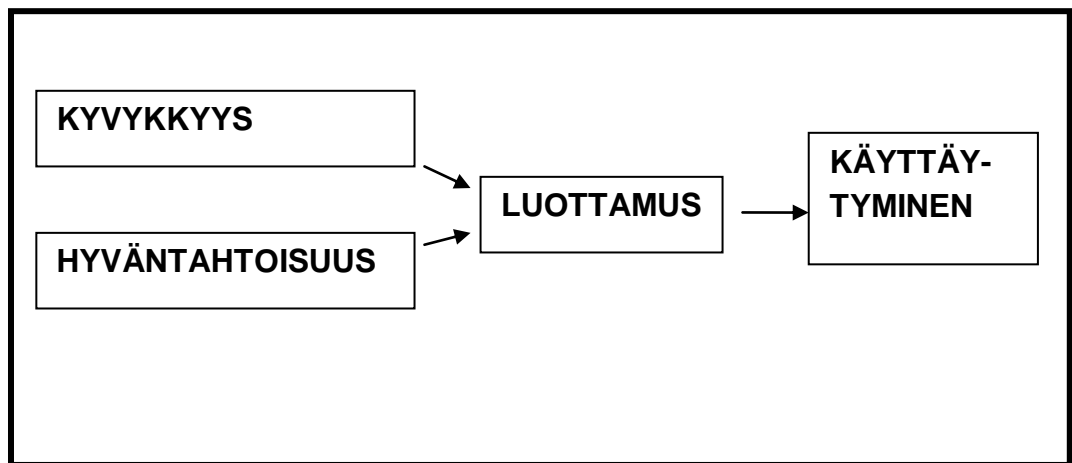 KYVYKKYYS
HYVÄNTAHTOISUUS
LUOTTAMUS
KÄYTTÄY-
TYMINEN